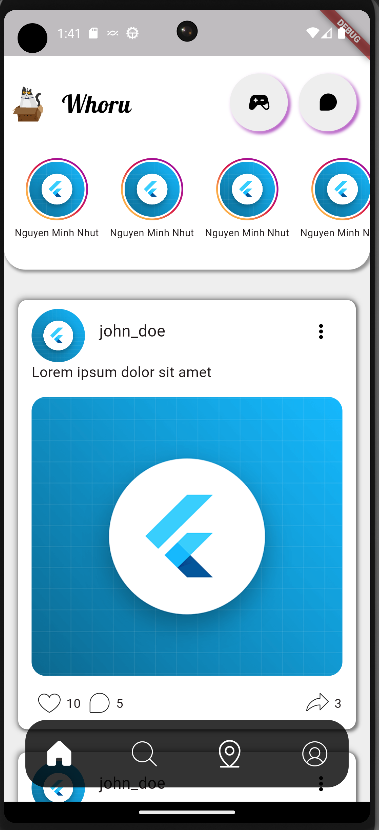 1:41
DEBUG
Whoru
Nguyen Minh Nhut Nguyen Minh Nhut Nguyen Minh Nhut Nguyen Minh N
john_doe
Lorem ipsum dolor sit amet
10 5 3
john_doe